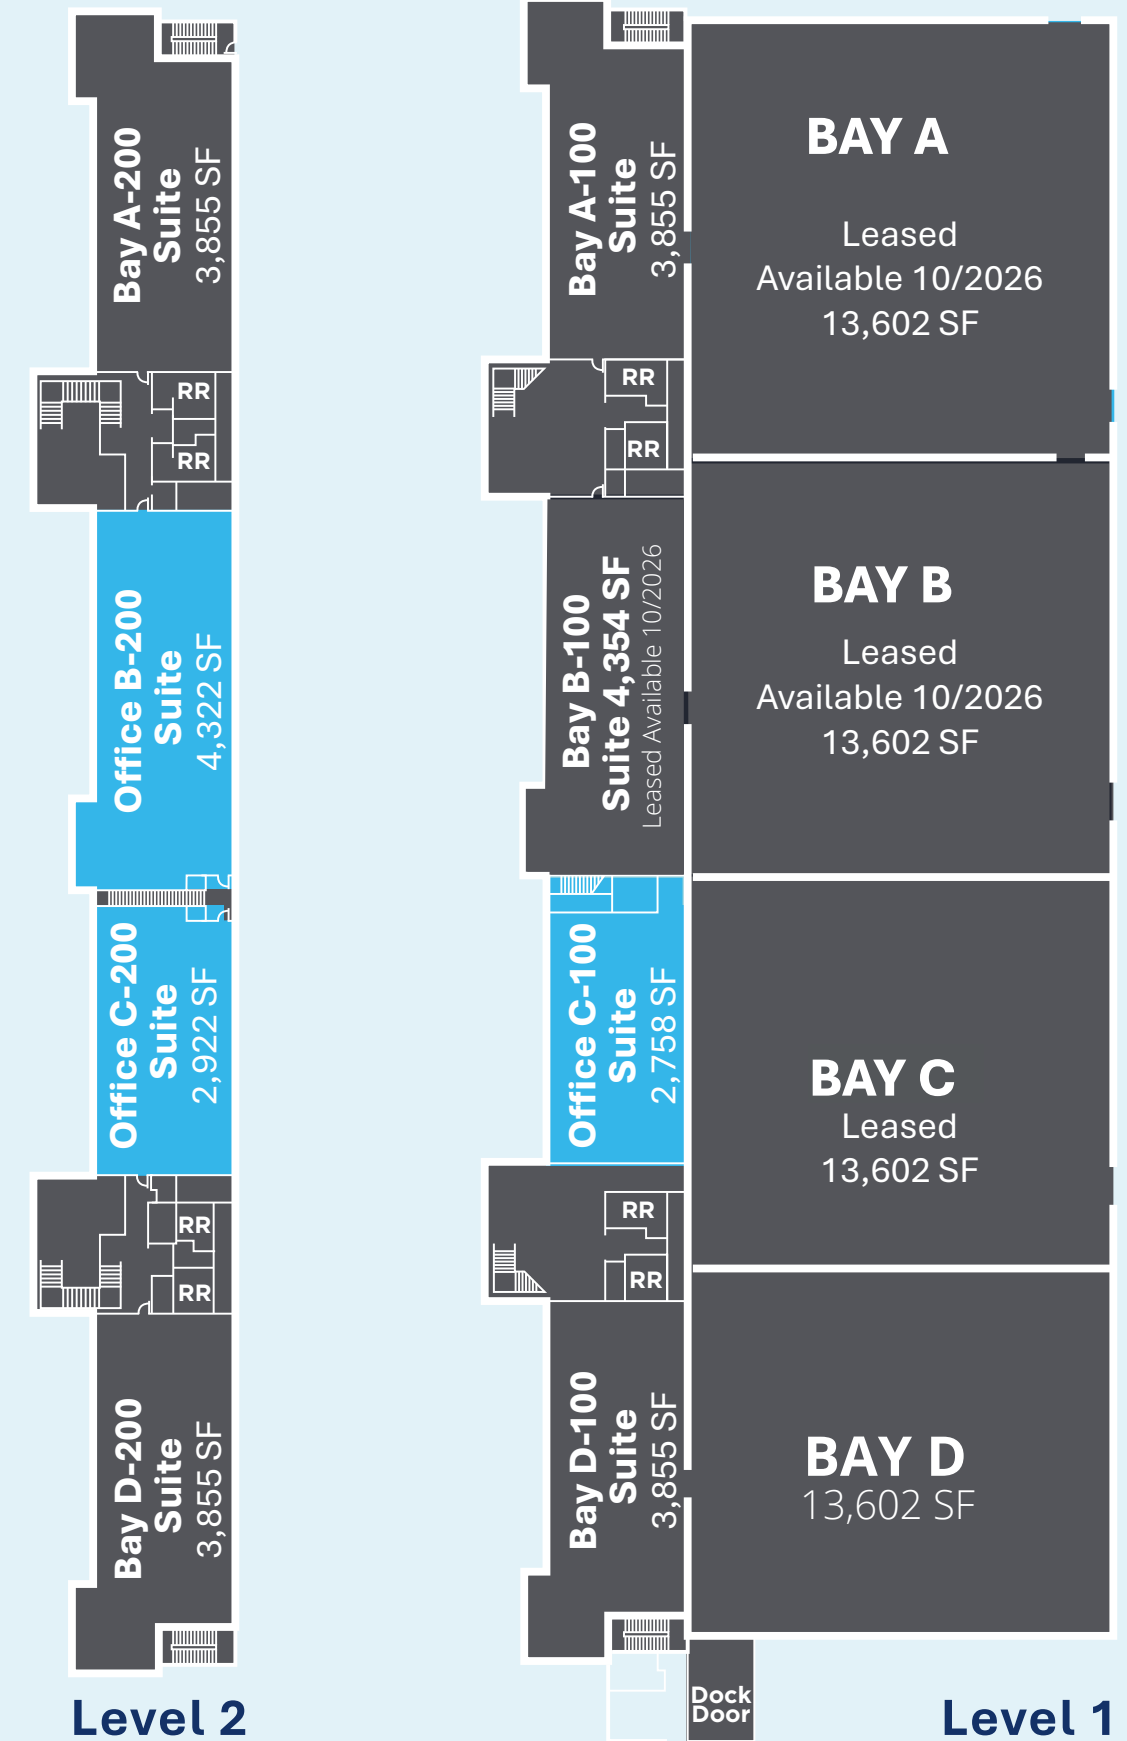 Bay A-200
Suite
3,855 SF
RR
RR
Office B-200
Suite
4,322 SF
Office C-200
Suite
2,922 SF
RR
RR
Bay D-200
Suite
3,855 SF
Level 2
Bay A-100
Suite
3,855 SF
RR
RR
Bay B-100
Suite 4,354 SF
Leased Available 10/2026
Office C-100
Suite
2,758 SF
RR
RR
Bay D-100
Suite
3,855 SF
BAY A
Leased
Available 10/2026
13,602 SF
BAY B
Leased
Available 10/2026
13,602 SF
BAY C
Leased
13,602 SF
BAY D
13,602 SF
Dock
Door
Level 1